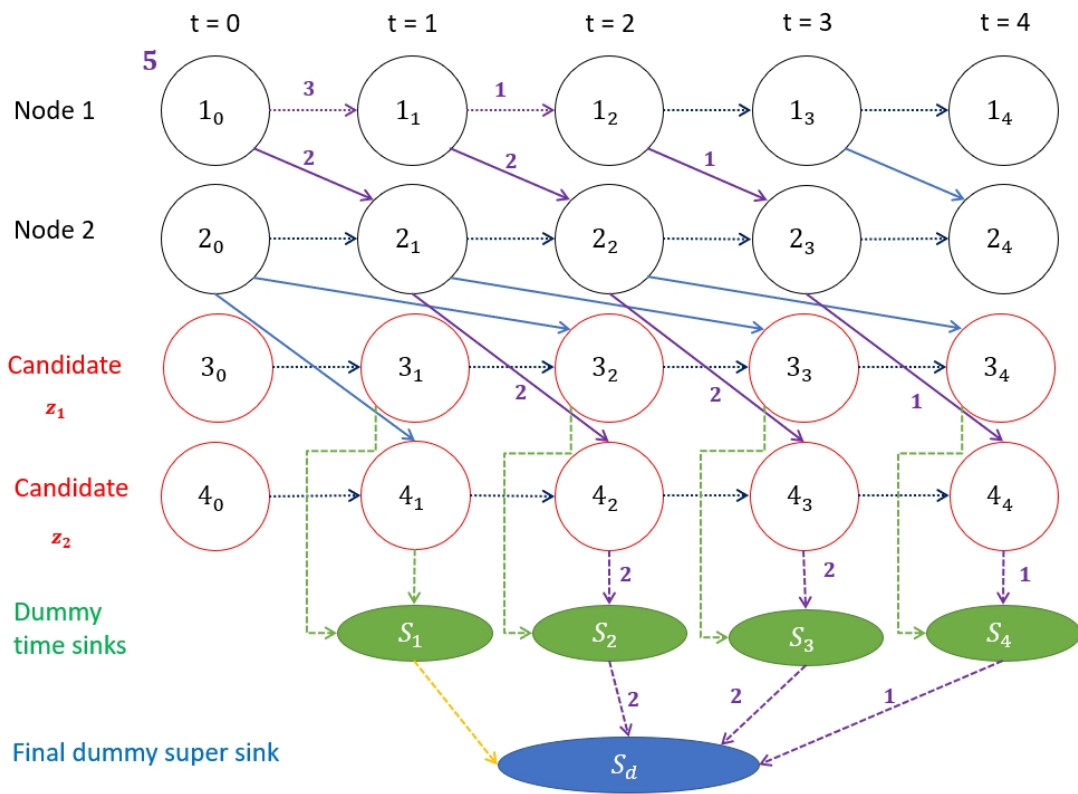 t = 0 t = 1 t = 2 t = 3 t = 4
5
Node 1 1₀ 3 1₁ 1 1₂ 1₃ 1₄
2 2 1
Node 2 2₀ 2₁ 2₂ 2₃ 2₄
Candidate 3₀ 3₁ 3₂ 3₃ 3₄
z₁ 2 2 1
Candidate 4₀ 4₁ 4₂ 4₃ 4₄
z₂
2 2 1
Dummy
time sinks S₁ S₂ S₃ S₄
2 2 1
Final dummy super sink S_d